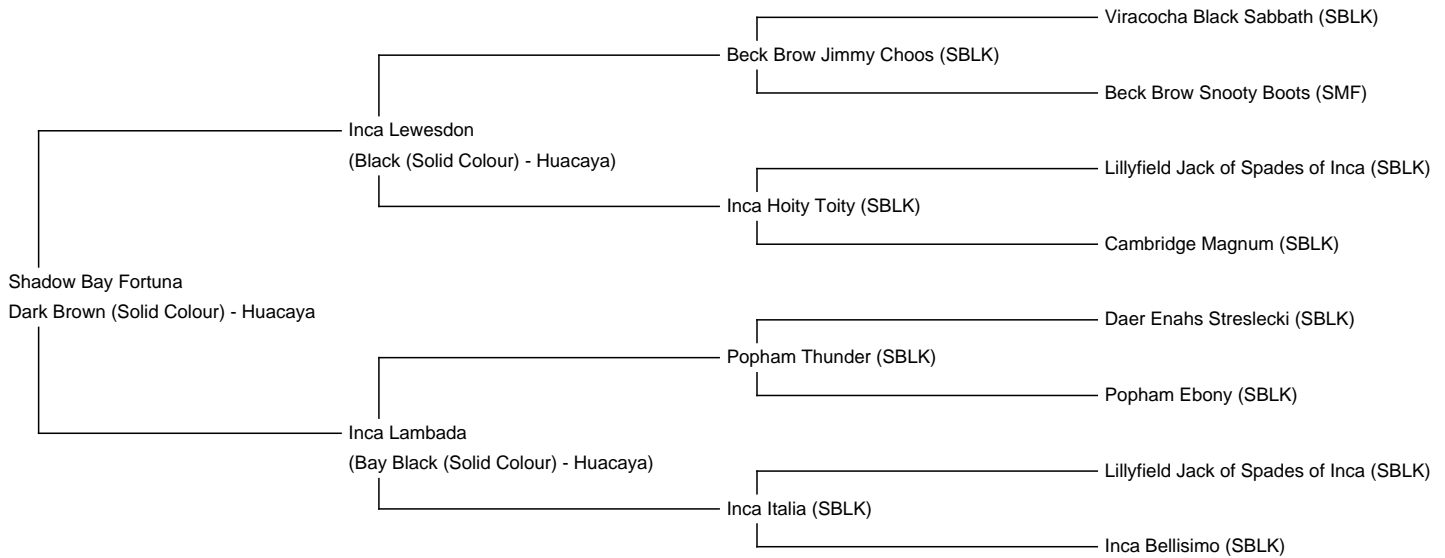 Viracocha Black Sabbath (SBLK)
Beck Brow Jimmy Choos (SBLK)
Beck Brow Snooty Boots (SMF)
Inca Lewesdon
(Black (Solid Colour) - Huacaya)
Lillyfield Jack of Spades of Inca (SBLK)
Inca Hoity Toity (SBLK)
Cambridge Magnum (SBLK)
Shadow Bay Fortuna
Dark Brown (Solid Colour) - Huacaya
Daer Enahs Streslecki (SBLK)
Popham Thunder (SBLK)
Popham Ebony (SBLK)
Inca Lambada
(Bay Black (Solid Colour) - Huacaya)
Lillyfield Jack of Spades of Inca (SBLK)
Inca Italia (SBLK)
Inca Bellisimo (SBLK)